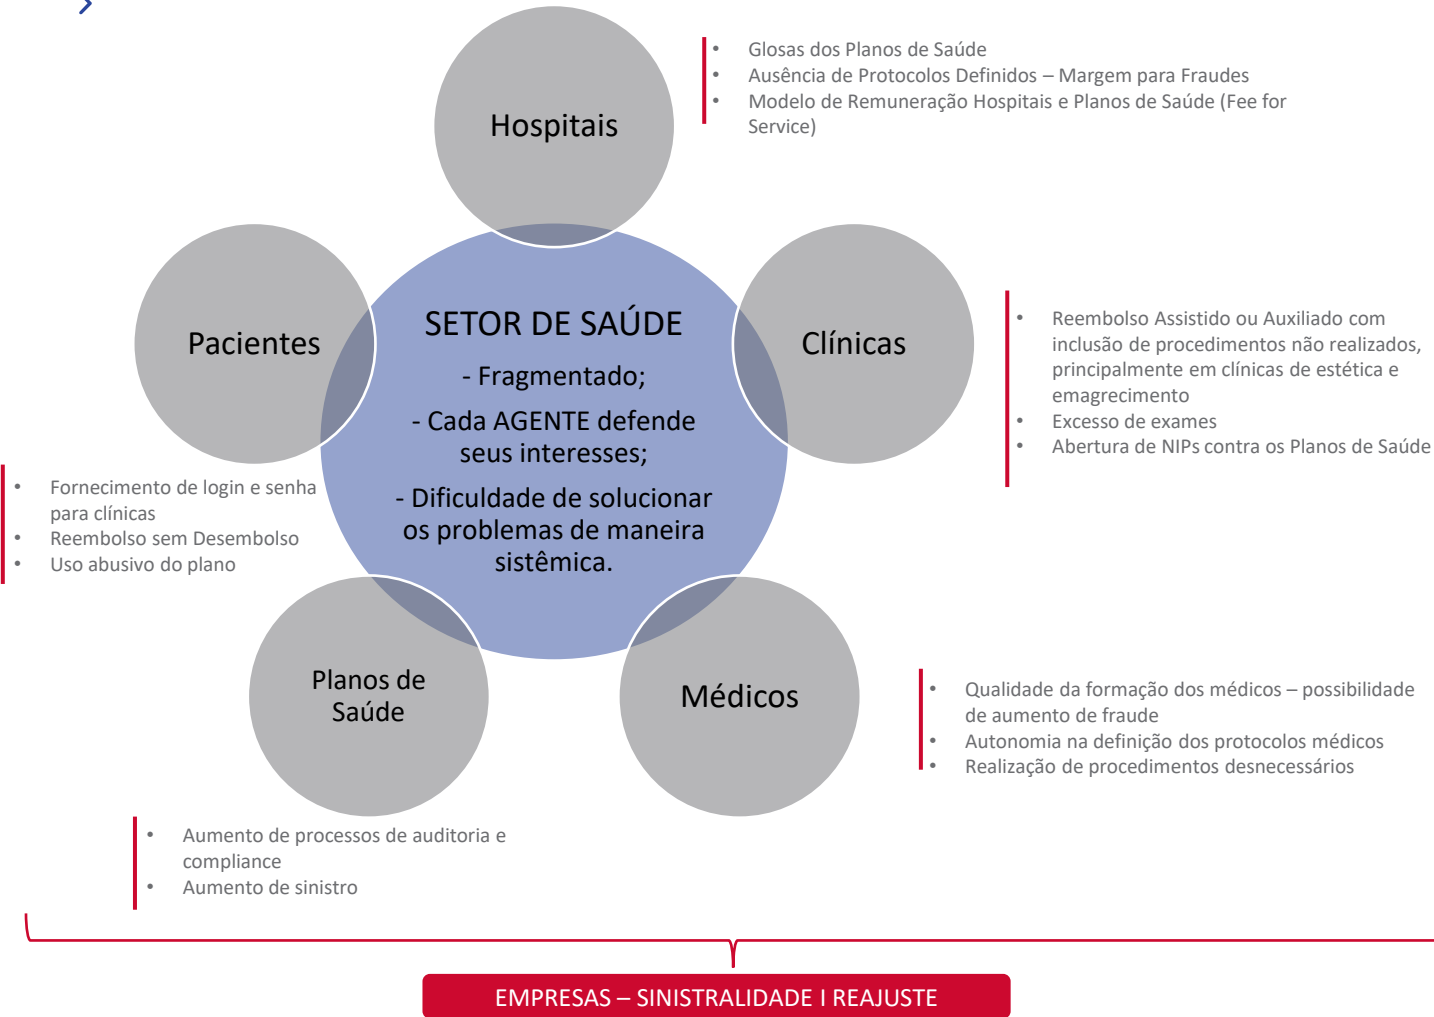 Hospitais
• Glosas dos Planos de Saúde
• Ausência de Protocolos Definidos – Margem para Fraudes
• Modelo de Remuneração Hospitais e Planos de Saúde (Fee for
Service)
Pacientes
SETOR DE SAÚDE
- Fragmentado;
- Cada AGENTE defende
seus interesses;
- Dificuldade de solucionar
os problemas de maneira
sistêmica.
Clínicas
• Reembolso Assistido ou Auxiliado com
inclusão de procedimentos não realizados,
principalmente em clínicas de estética e
emagrecimento
• Excesso de exames
• Abertura de NIPs contra os Planos de Saúde
• Fornecimento de login e senha
para clínicas
• Reembolso sem Desembolso
• Uso abusivo do plano
Planos de
Saúde
Médicos
• Qualidade da formação dos médicos – possibilidade
de aumento de fraude
• Autonomia na definição dos protocolos médicos
• Realização de procedimentos desnecessários
• Aumento de processos de auditoria e
compliance
• Aumento de sinistro
EMPRESAS – SINISTRALIDADE I REAJUSTE